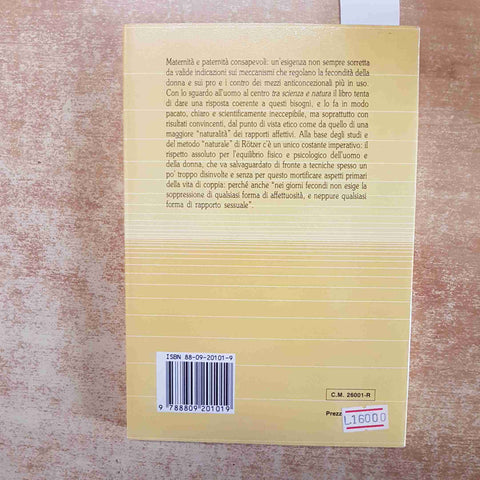 Maternità e paternità consapevoli: un'esigenza non sempre sorretta
da valide indicazioni sui meccanismi che regolano la fecondità della
donna e sui pro e i contro dei mezzi anticoncezionali più in uso.
Con lo sguardo all'uomo al centro tra scienza e natura il libro tenta
di dare una risposta coerente a questi bisogni, e lo fa in modo
pacato, chiaro e scientificamente ineccepibile, ma soprattutto con
risultati convincenti, dal punto di vista etico come da quello di una
maggiore "naturalità" dei rapporti affettivi. Alla base degli studi e
del metodo "naturale" di Rötzer c'è un unico costante imperativo: il
rispetto assoluto per l'equilibrio fisico e psicologico dell'uomo e
della donna, che va salvaguardato di fronte a tecniche spesso un
po' troppo disinvolte e senza per questo mortificare aspetti primari
della vita di coppia: perché anche "nei giorni fecondi non esige la
soppressione di qualsiasi forma di affettuosità, e neppure qualsiasi
forma di rapporto sessuale".
ISBN 88-09-20101-9
9 788809 201019
C.M. 26001-R
Prezz
L.16000